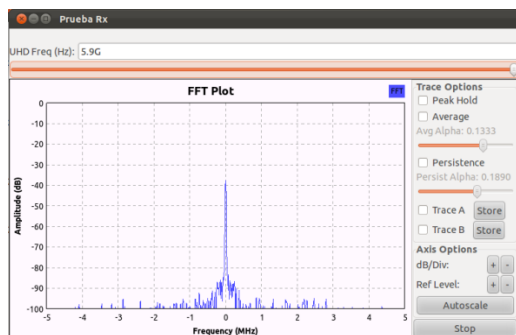 Prueba Rx
UHD Freq (Hz): 5.9G
FFT Plot
FFT
Amplitude (dB)
0
-10
-20
-30
-40
-50
-60
-70
-80
-90
-100
-5 -4 -3 -2 -1 0 1 2 3 4 5
Frequency (MHz)
Trace Options
Peak Hold
Average
Avg Alpha: 0.1333
Persistence
Persist Alpha: 0.1890
Trace A Store
Trace B Store
Axis Options
dB/Div: + -
Ref Level: + -
Autoscale
Stop